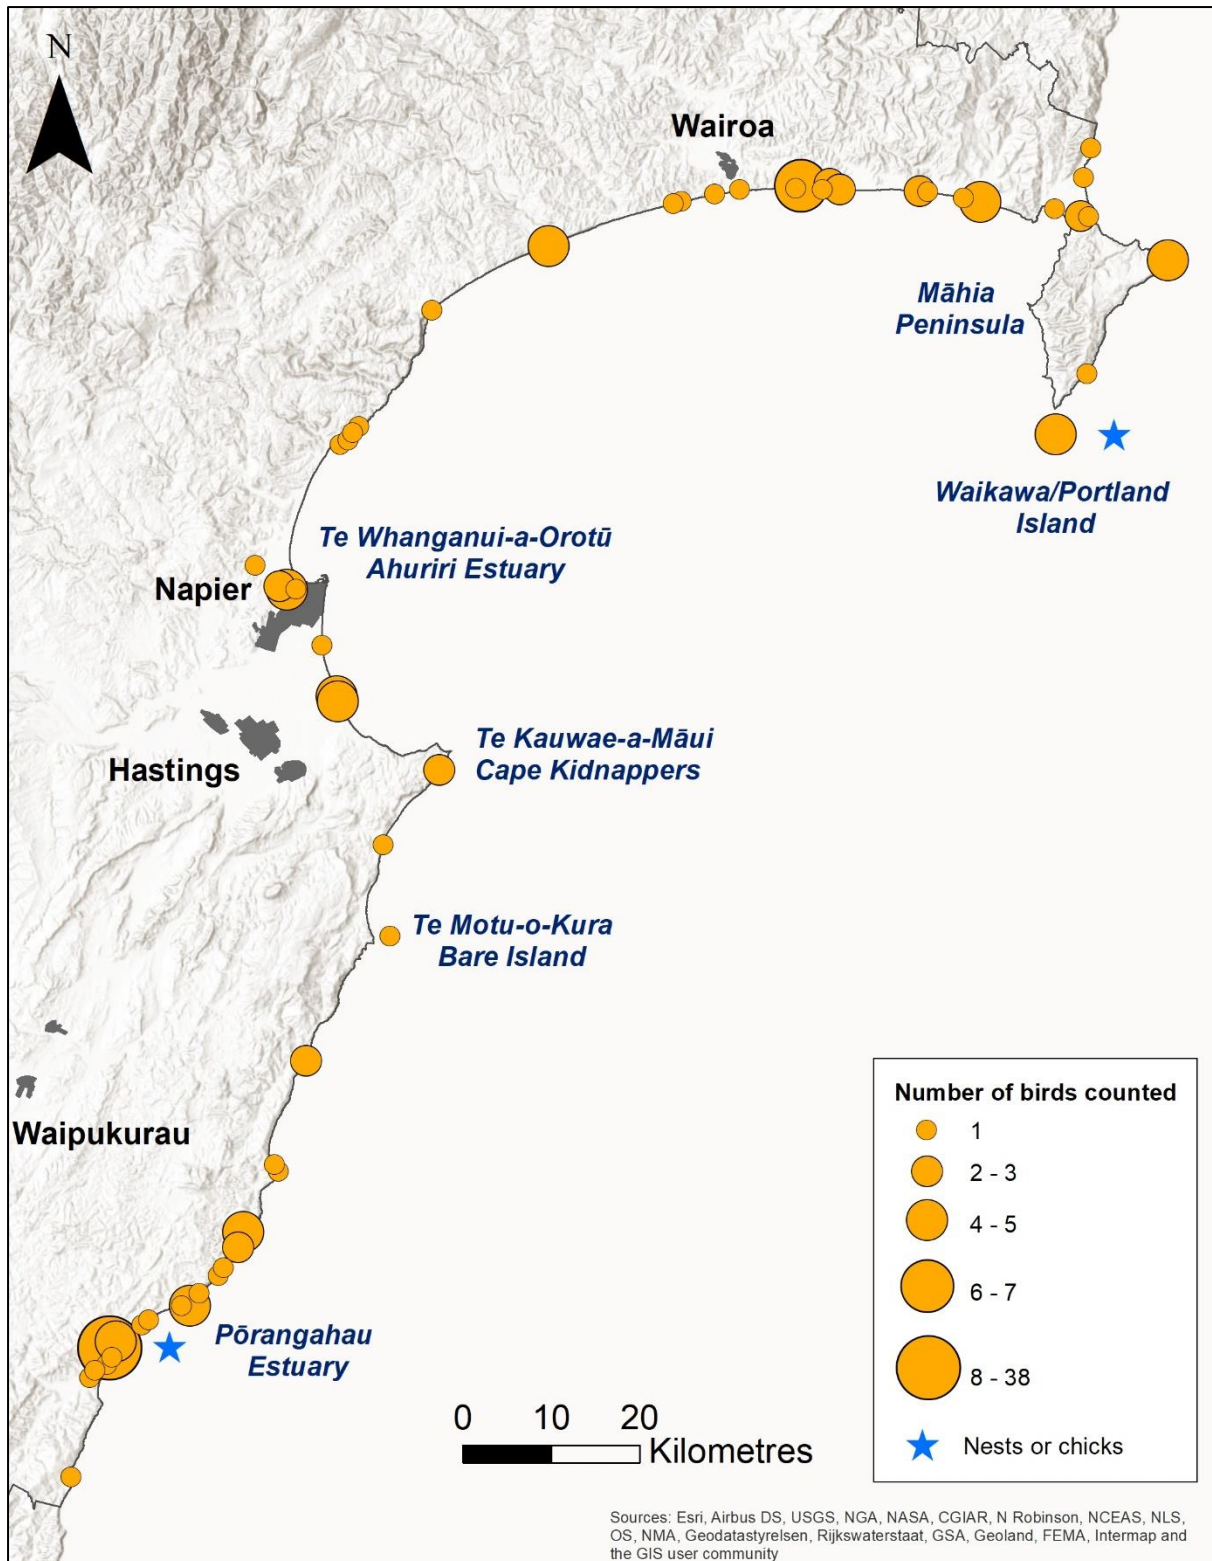 N
Wairoa
Māhia
Peninsula
Waikawa/Portland
Island
Te Whanganui-a-Orotū
Ahuriri Estuary
Napier
Te Kauwae-a-Māui
Cape Kidnappers
Hastings
Te Motu-o-Kura
Bare Island
Waipukurau
Pōrangahau
Estuary
Number of birds counted
1
2 - 3
4 - 5
6 - 7
8 - 38
Nests or chicks
0 10 20
Kilometres
Sources: Esri, Airbus DS, USGS, NGA, NASA, CGIAR, N Robinson, NCEAS, NLS,
OS, NMA, Geodatastyrelsen, Rijkswaterstaat, GSA, Geoland, FEMA, Intermap and
the GIS user community